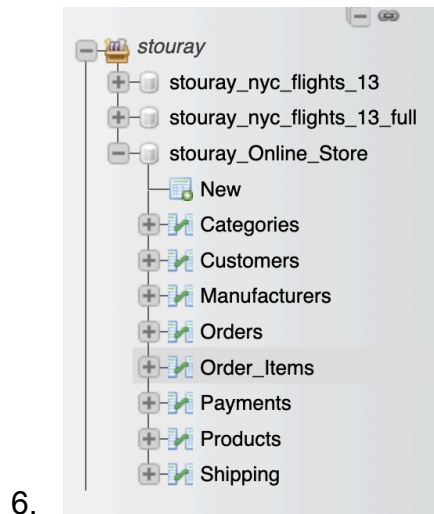 stouray
stouray_nyc_flights_13
stouray_nyc_flights_13_full
stouray_Online_Store
New
Categories
Customers
Manufacturers
Orders
Order_Items
Payments
Products
Shipping
6.